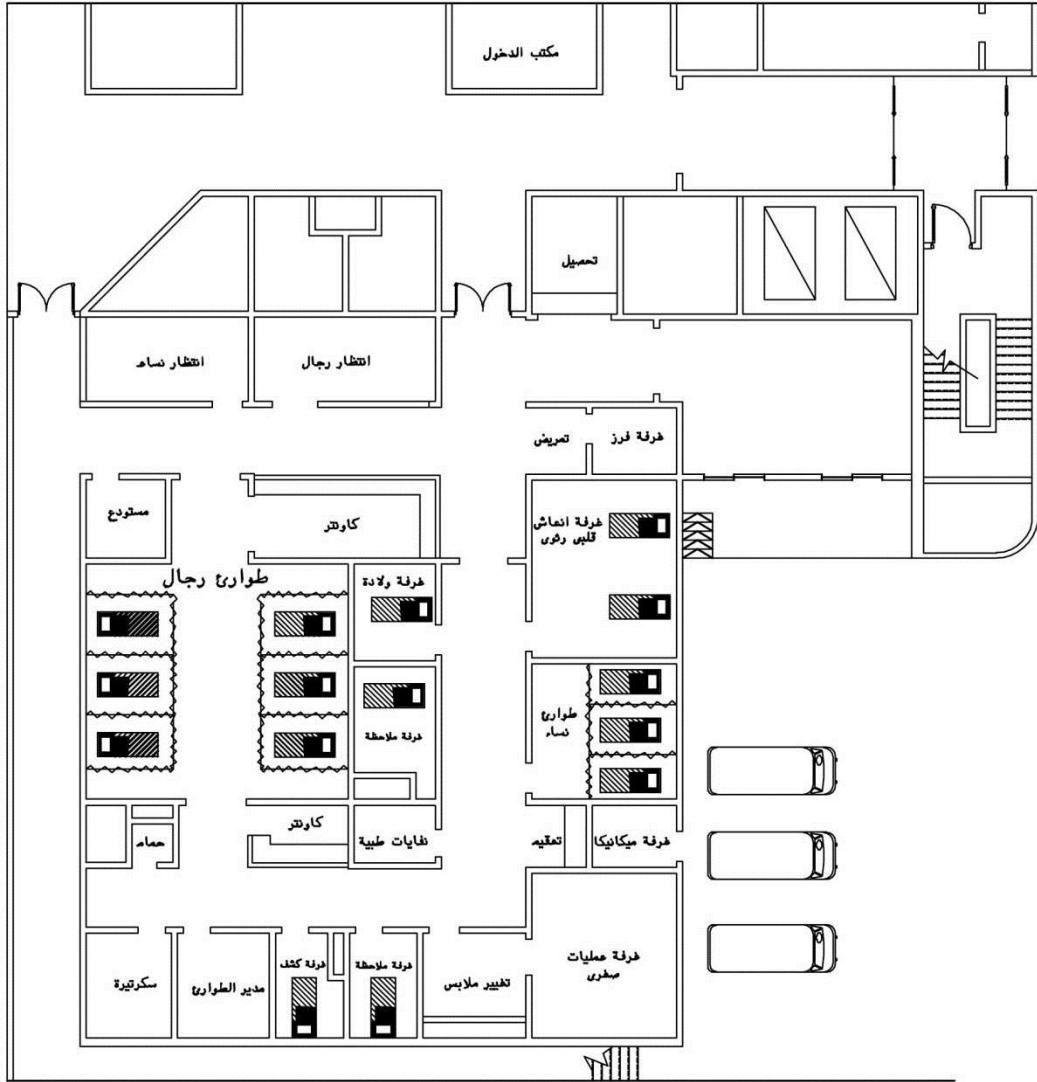 مكتب الدخول
تحصيل
انتظار رجال
انتظار نساء
غرفة فرز
تمريض
مستودع
كاونتر
غرفة انعاش
قلبي رئوي
طوارئ رجال
غرفة ولادة
غرفة ملاحظة
طوارئ
نساء
كاونتر
نفايات طبية
تعقيم
غرفة ميكانيكا
حمام
غرفة عمليات
صغرى
سكرتيرة
مدير الطوارئ
غرفة كشف
غرفة ملاحظة
تغيير ملابس